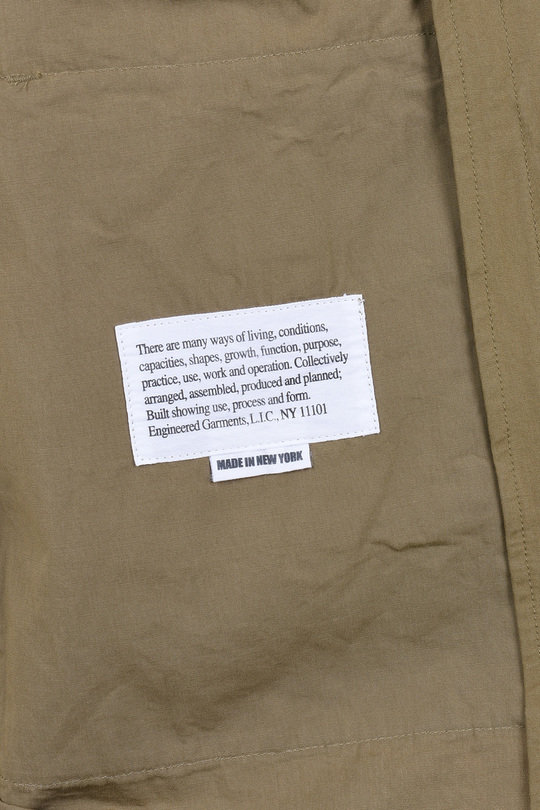 There are many ways of living, conditions,
capacities, shapes, growth, function, purpose,
practice, use, work and operation. Collectively
arranged, assembled, produced and planned;
Built showing use, process and form.
Engineered Garments, L.I.C., NY 11101
MADE IN NEW YORK